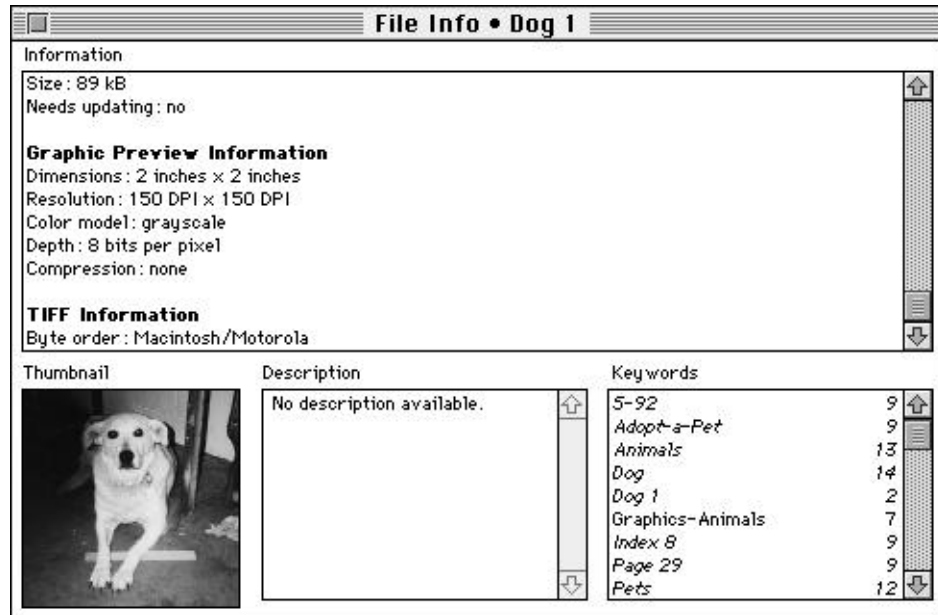 File Info • Dog 1
Information
Size: 89 kB
Needs updating: no
Graphic Preview Information
Dimensions: 2 inches × 2 inches
Resolution: 150 DPI × 150 DPI
Color model: grayscale
Depth: 8 bits per pixel
Compression: none
TIFF Information
Byte order: Macintosh/Motorola
Thumbnail
Description
No description available.
Keywords
5-92 9
Adopt-a-Pet 9
Animals 13
Dog 14
Dog 1 2
Graphics-Animals 7
Index 8 9
Page 29 9
Pets 12